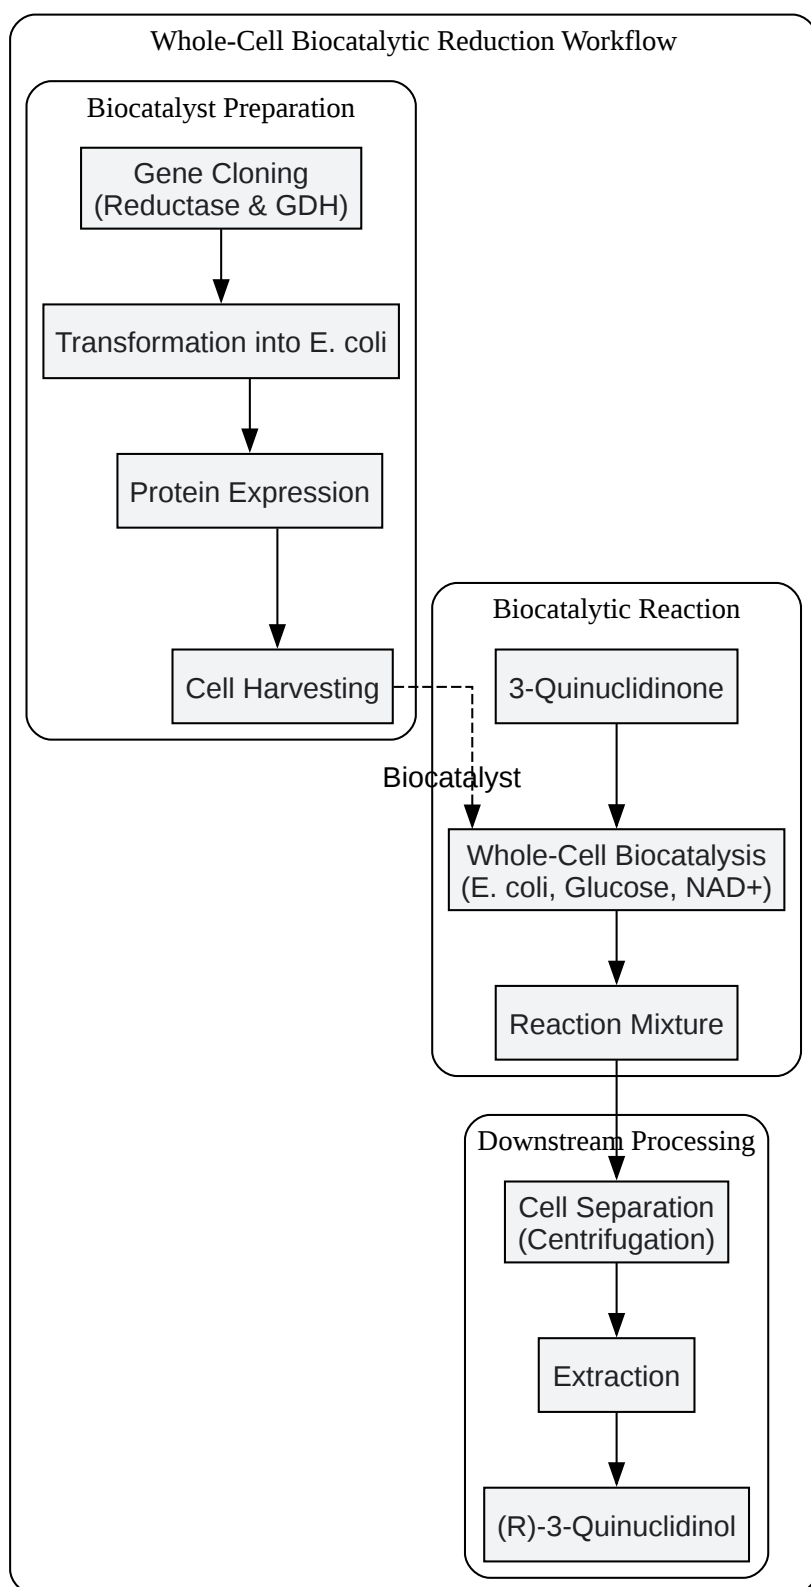 Whole-Cell Biocatalytic Reduction Workflow
Biocatalyst Preparation
Gene Cloning
(Reductase & GDH)
Transformation into E. coli
Protein Expression
Cell Harvesting
Biocatalyst
Biocatalytic Reaction
3-Quinuclidinone
Whole-Cell Biocatalysis
(E. coli, Glucose, NAD+)
Reaction Mixture
Downstream Processing
Cell Separation
(Centrifugation)
Extraction
(R)-3-Quinuclidinol